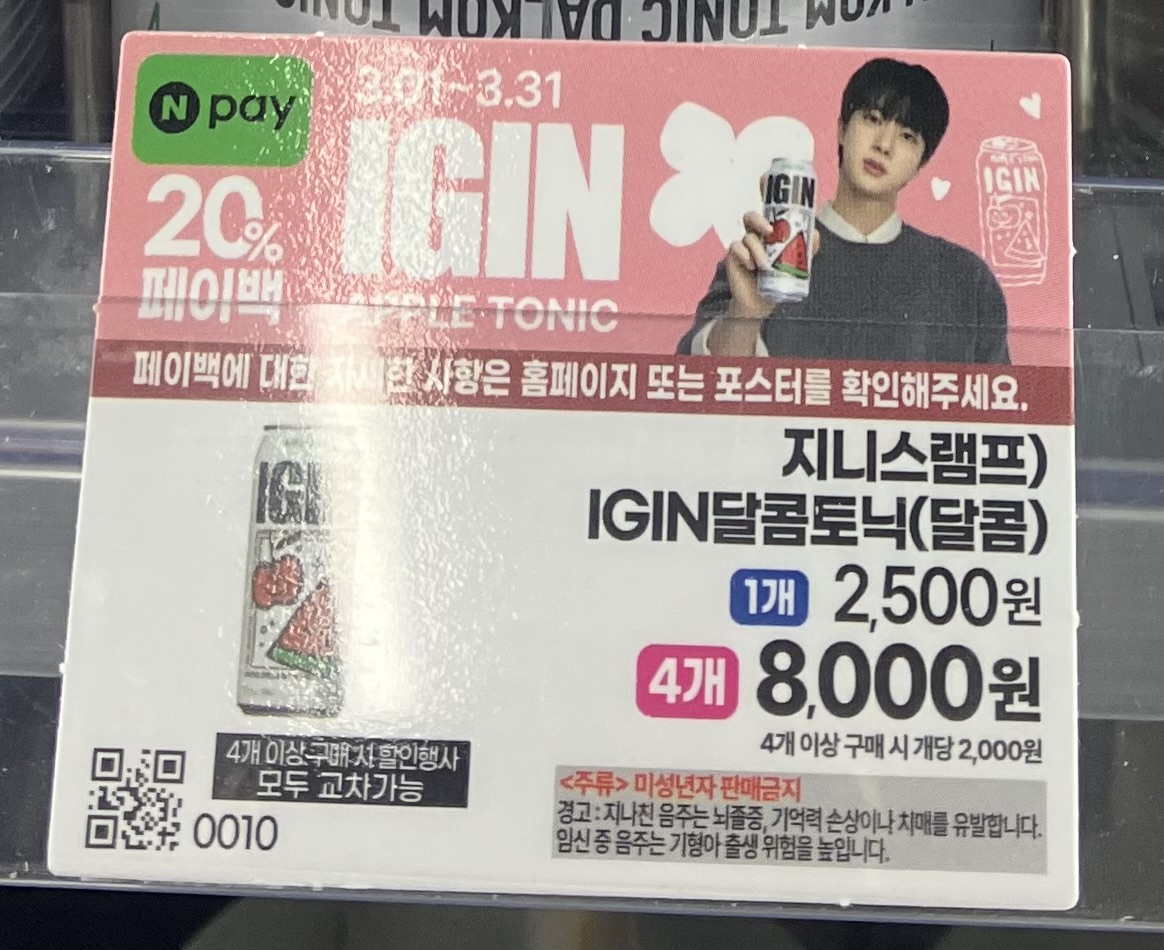 DALKOM TONIC DALKOM TONIC
N pay
3.01~3.31
20%
페이백
IGIN
APPLE TONIC
IGIN
IGIN
페이백에 대한 자세한 사항은 홈페이지 또는 포스터를 확인해주세요.
IGIN
지니스램프)
IGIN달콤토닉(달콤)
1개 2,500원
4개 8,000원
4개 이상 구매 시 개당 2,000원
4개 이상 구매 시 할인행사
모두 교차가능
0010
<주류> 미성년자 판매금지
경고 : 지나친 음주는 뇌졸중, 기억력 손상이나 치매를 유발합니다.
임신 중 음주는 기형아 출생 위험을 높입니다.